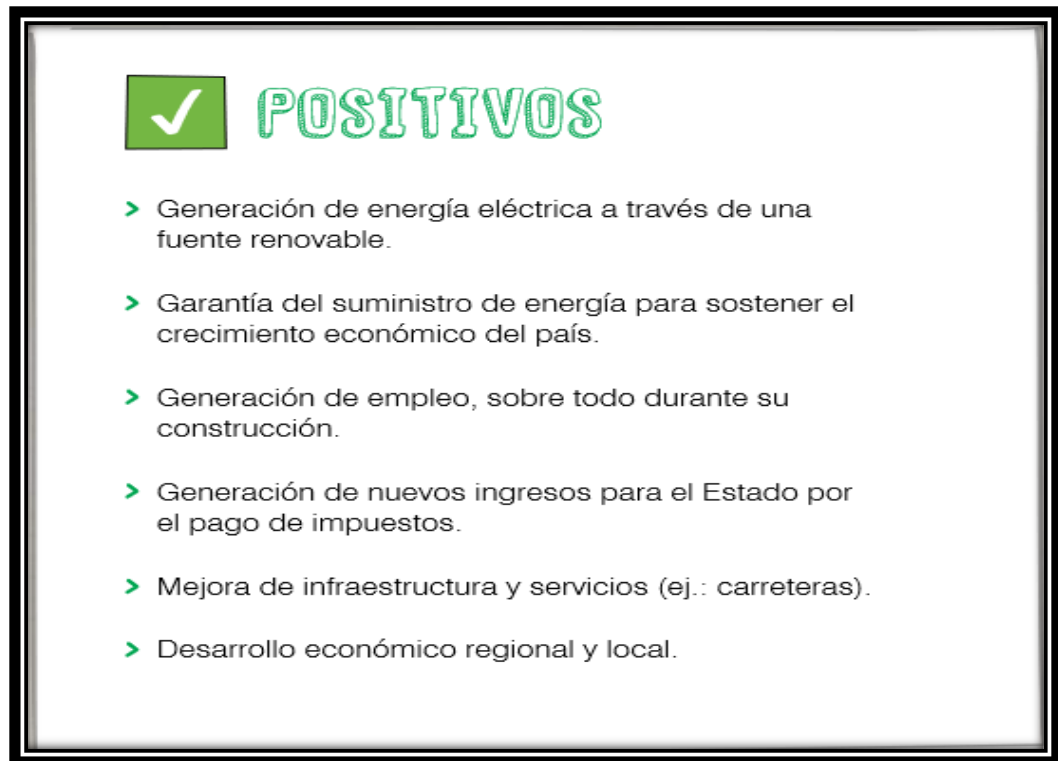 POSITIVOS
> Generación de energía eléctrica a través de una
fuente renovable.
> Garantía del suministro de energía para sostener el
crecimiento económico del país.
> Generación de empleo, sobre todo durante su
construcción.
> Generación de nuevos ingresos para el Estado por
el pago de impuestos.
> Mejora de infraestructura y servicios (ej.: carreteras).
> Desarrollo económico regional y local.